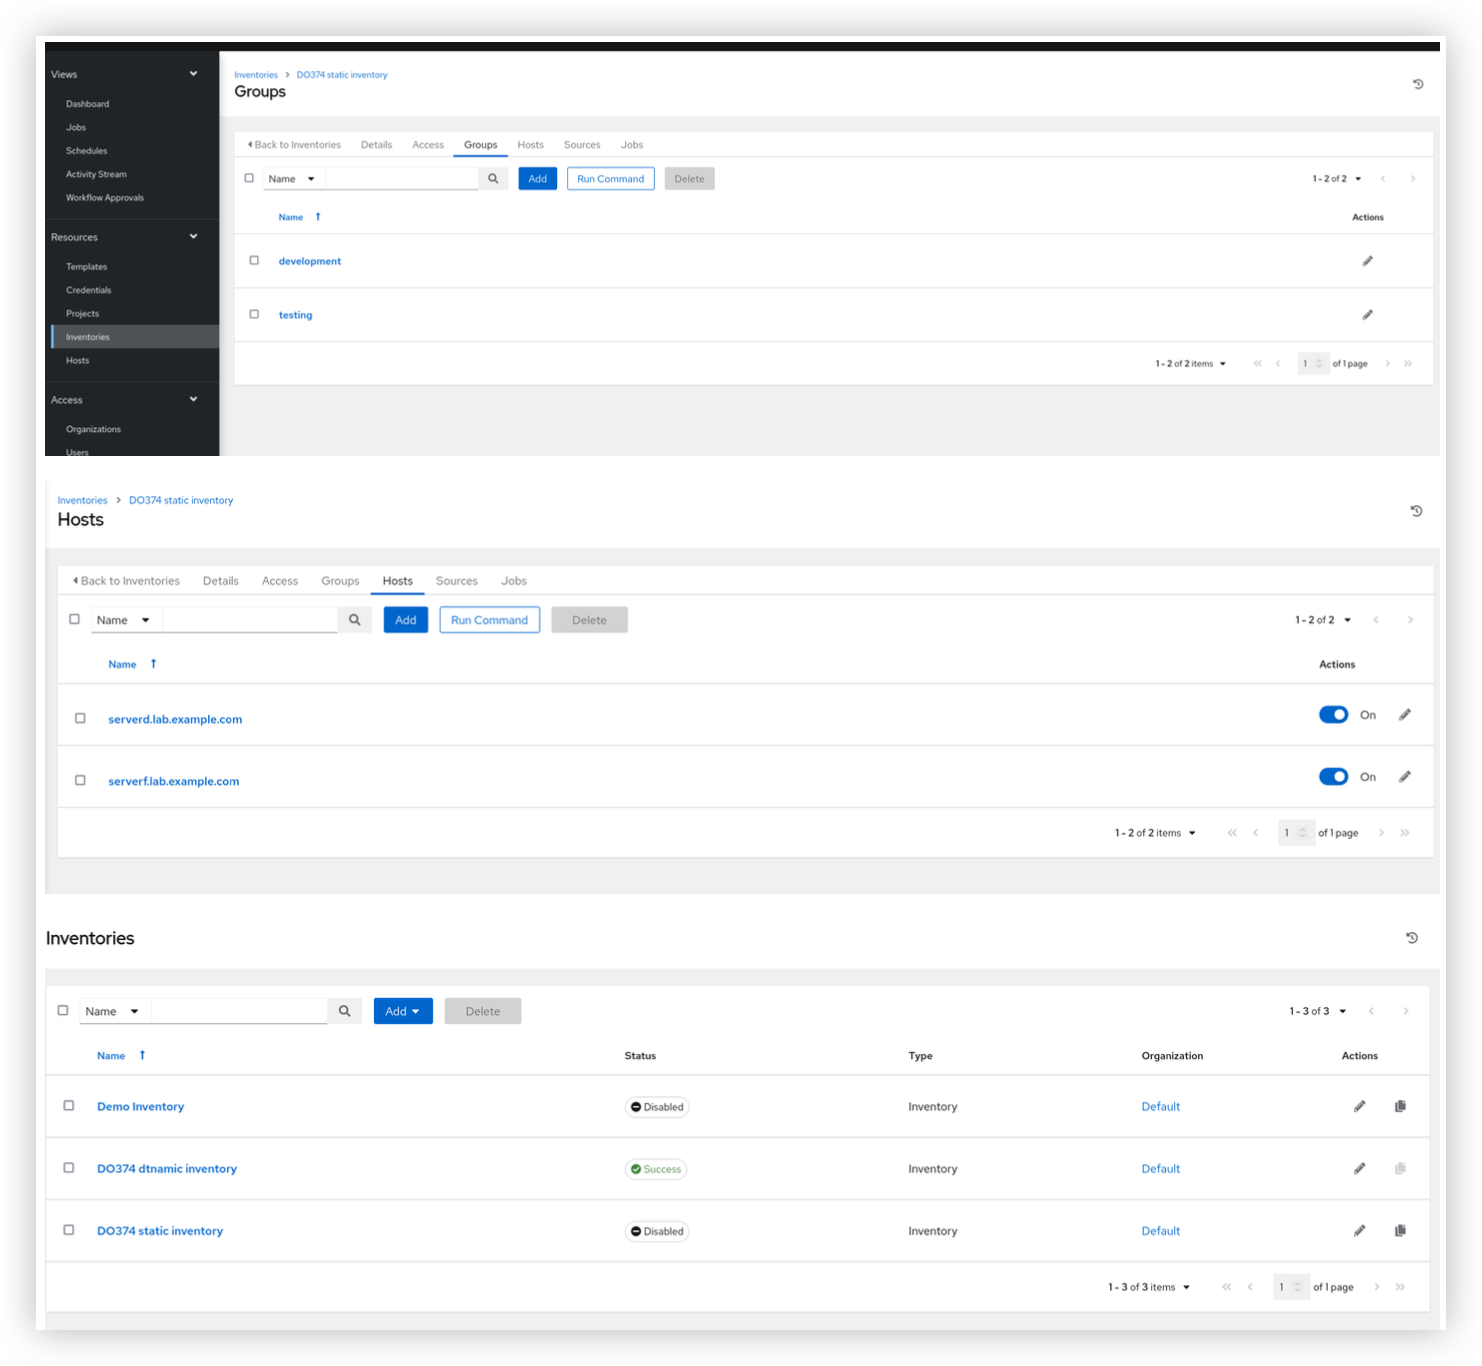 Views
Dashboard
Jobs
Schedules
Activity Stream
Workflow Approvals
Resources
Templates
Credentials
Projects
Inventories
Hosts
Access
Organizations
Users
Inventories > DO374 static inventory
Groups
Back to Inventories Details Access Groups Hosts Sources Jobs
Name Add Run Command Delete 1 - 2 of 2
Name Actions
development
testing
1 - 2 of 2 items 1 of 1 page
Inventories > DO374 static inventory
Hosts
Back to Inventories Details Access Groups Hosts Sources Jobs
Name Add Run Command Delete 1 - 2 of 2
Name Actions
serverd.lab.example.com On
serverf.lab.example.com On
1 - 2 of 2 items 1 of 1 page
Inventories
Name Add Delete 1 - 3 of 3
Name Status Type Organization Actions
Demo Inventory Disabled Inventory Default
DO374 dtnamic inventory Success Inventory Default
DO374 static inventory Disabled Inventory Default
1 - 3 of 3 items 1 of 1 page